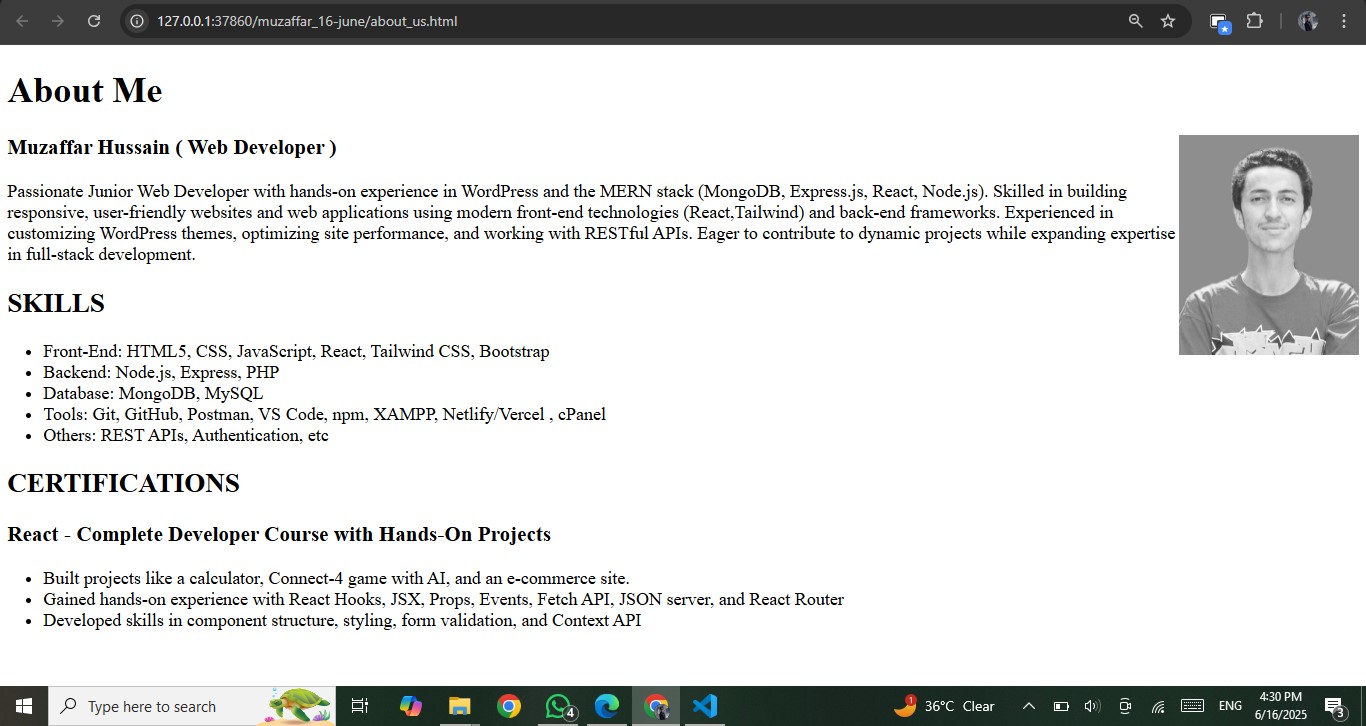 127.0.0.1:37860/muzaffar_16-june/about_us.html
About Me
Muzaffar Hussain ( Web Developer )
Passionate Junior Web Developer with hands-on experience in WordPress and the MERN stack (MongoDB, Express.js, React, Node.js). Skilled in building
responsive, user-friendly websites and web applications using modern front-end technologies (React,Tailwind) and back-end frameworks. Experienced in
customizing WordPress themes, optimizing site performance, and working with RESTful APIs. Eager to contribute to dynamic projects while expanding expertise
in full-stack development.
SKILLS
• Front-End: HTML5, CSS, JavaScript, React, Tailwind CSS, Bootstrap
• Backend: Node.js, Express, PHP
• Database: MongoDB, MySQL
• Tools: Git, GitHub, Postman, VS Code, npm, XAMPP, Netlify/Vercel , cPanel
• Others: REST APIs, Authentication, etc
CERTIFICATIONS
React - Complete Developer Course with Hands-On Projects
• Built projects like a calculator, Connect-4 game with AI, and an e-commerce site.
• Gained hands-on experience with React Hooks, JSX, Props, Events, Fetch API, JSON server, and React Router
• Developed skills in component structure, styling, form validation, and Context API
Type here to search
4
1
36°C Clear
ENG
4:30 PM
6/16/2025
3